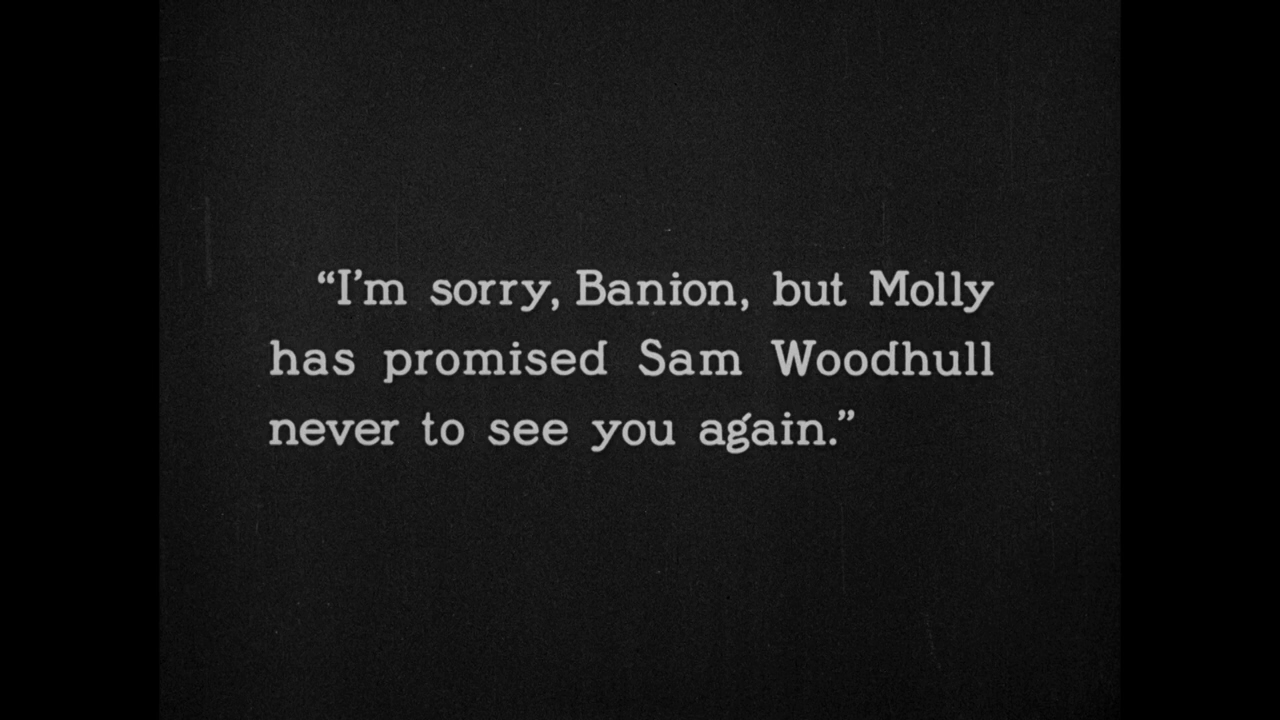 “I’m sorry, Banion, but Molly
has promised Sam Woodhull
never to see you again.”